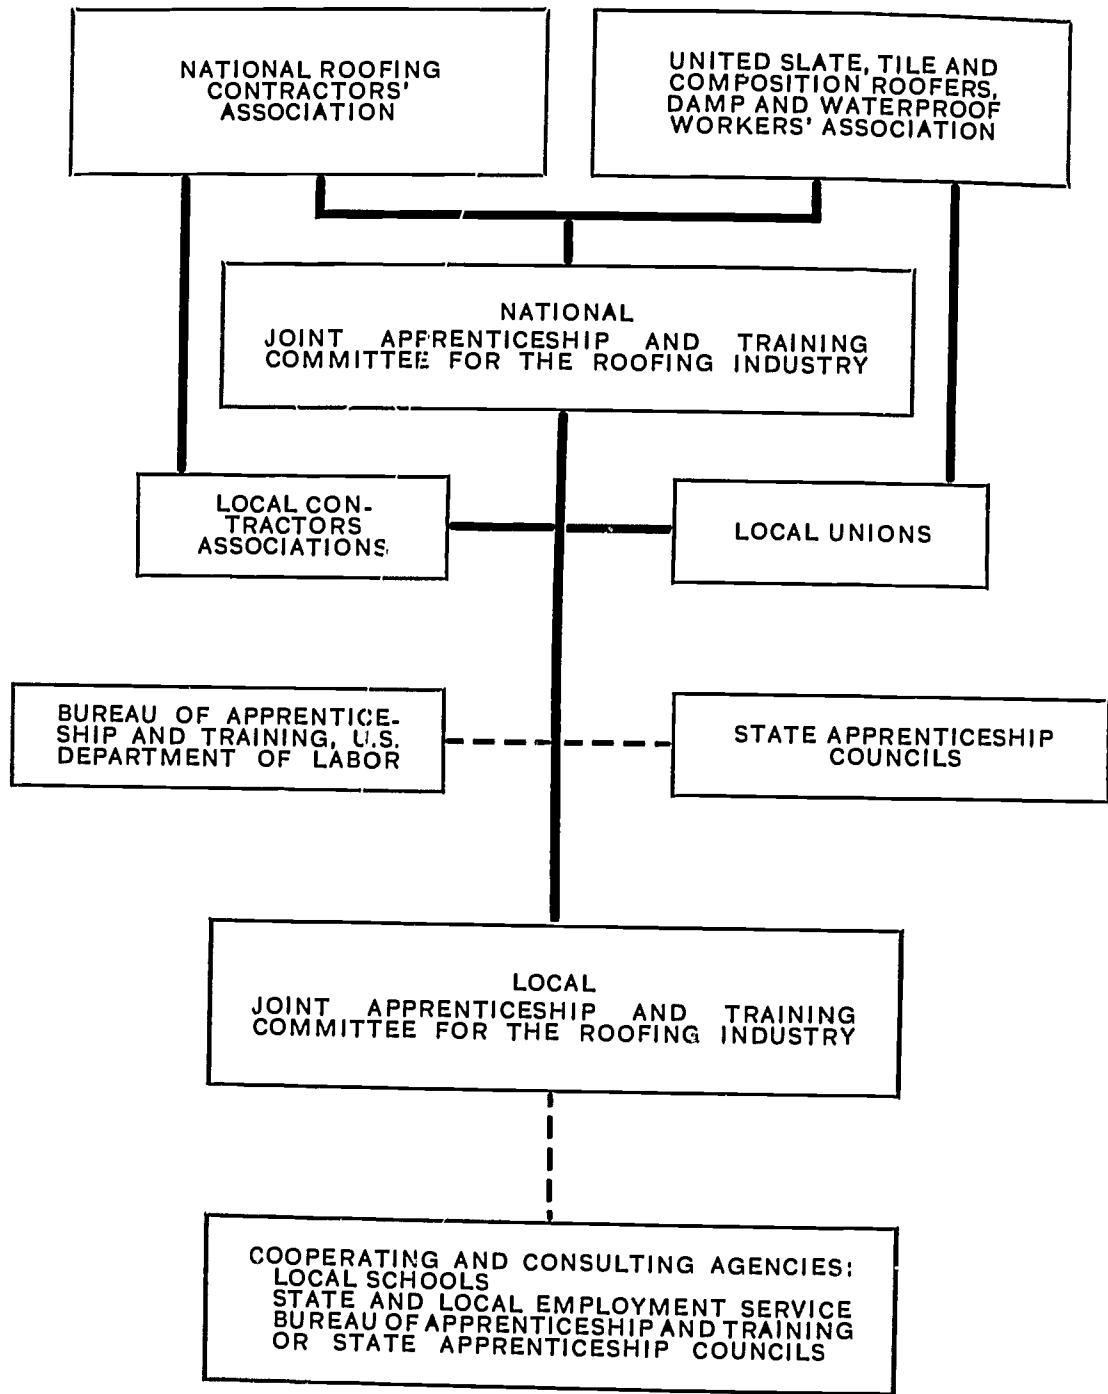 NATIONAL ROOFING
CONTRACTORS'
ASSOCIATION
UNITED SLATE, TILE AND
COMPOSITION ROOFERS,
DAMP AND WATERPROOF
WORKERS' ASSOCIATION
NATIONAL
JOINT APPRENTICESHIP AND TRAINING
COMMITTEE FOR THE ROOFING INDUSTRY
LOCAL CON-
TRACTORS
ASSOCIATIONS
LOCAL UNIONS
BUREAU OF APPRENTICE-
SHIP AND TRAINING, U.S.
DEPARTMENT OF LABOR
STATE APPRENTICESHIP
COUNCILS
LOCAL
JOINT APPRENTICESHIP AND TRAINING
COMMITTEE FOR THE ROOFING INDUSTRY
COOPERATING AND CONSULTING AGENCIES:
LOCAL SCHOOLS
STATE AND LOCAL EMPLOYMENT SERVICE
BUREAU OF APPRENTICESHIP AND TRAINING
OR STATE APPRENTICESHIP COUNCILS